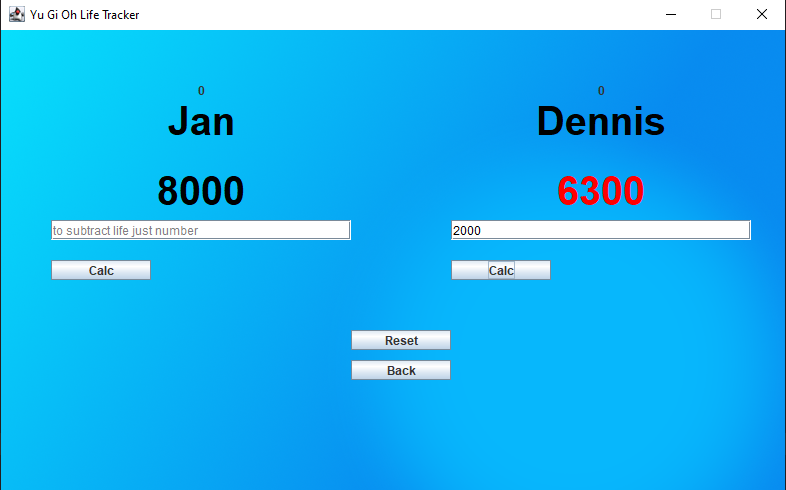 Yu Gi Oh Life Tracker
0
Jan
8000
to subtract life just number
Calc
0
Dennis
6300
2000
Calc
Reset
Back